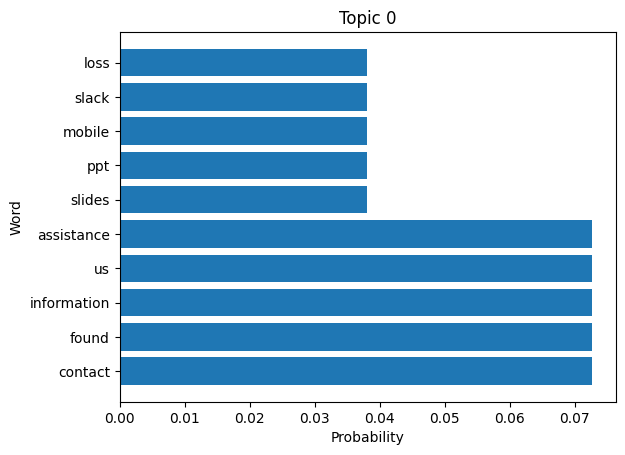 Topic 0
loss
slack
mobile
ppt
slides
assistance
us
information
found
contact
Word
0.00 0.01 0.02 0.03 0.04 0.05 0.06 0.07
Probability